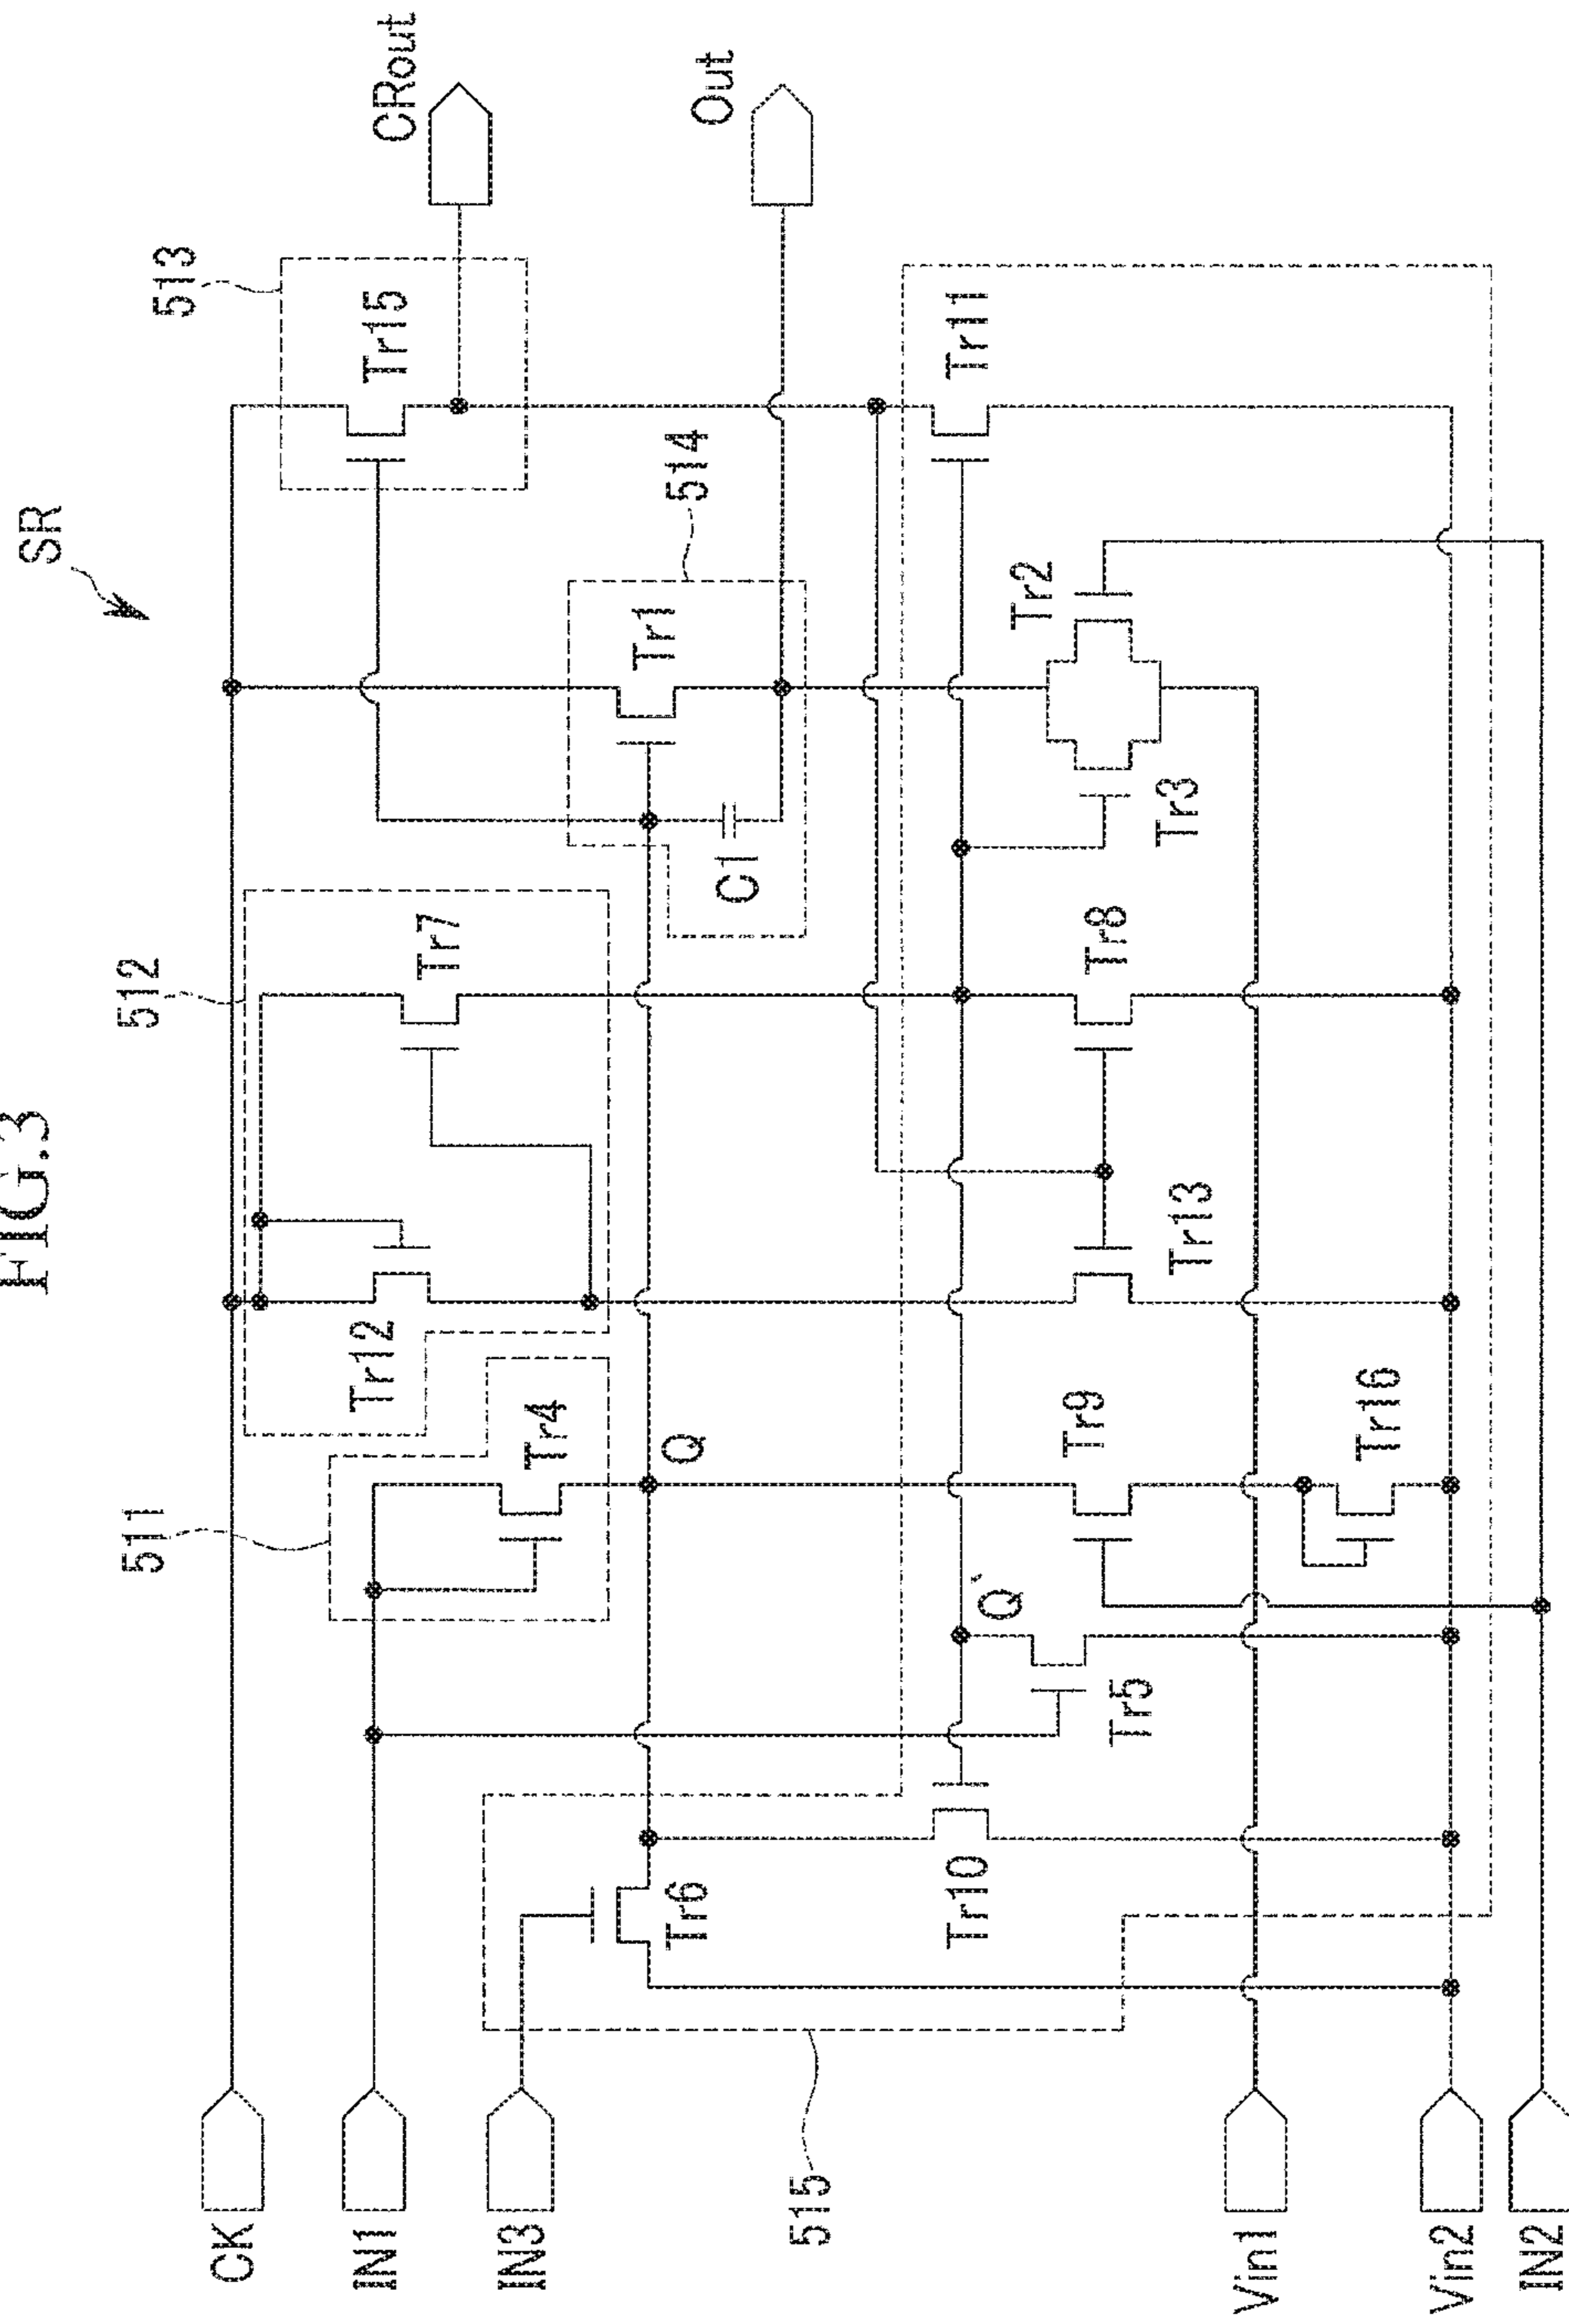 FIG.3
SR
CK
IN1
IN3
Vin1
Vin2
IN2
CRout
Out
511
512
513
514
515
Tr12
Tr7
Tr15
Tr4
Tr1
C1
Q
Tr6
Tr10
Q`
Tr5
Tr9
Tr16
Tr13
Tr8
Tr3
Tr2
Tr11